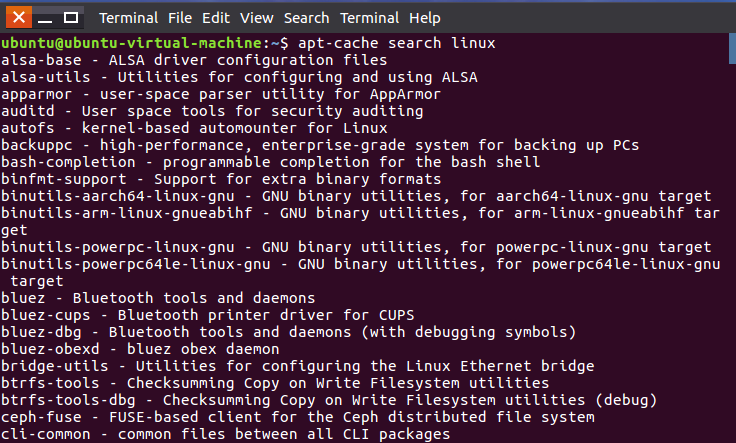 Terminal File Edit View Search Terminal Help
ubuntu@ubuntu-virtual-machine:~$ apt-cache search linux
alsa-base - ALSA driver configuration files
alsa-utils - Utilities for configuring and using ALSA
apparmor - user-space parser utility for AppArmor
auditd - User space tools for security auditing
autofs - kernel-based automounter for Linux
backuppc - high-performance, enterprise-grade system for backing up PCs
bash-completion - programmable completion for the bash shell
binfmt-support - Support for extra binary formats
binutils-aarch64-linux-gnu - GNU binary utilities, for aarch64-linux-gnu target
binutils-arm-linux-gnueabihf - GNU binary utilities, for arm-linux-gnueabihf tar
get
binutils-powerpc-linux-gnu - GNU binary utilities, for powerpc-linux-gnu target
binutils-powerpc64le-linux-gnu - GNU binary utilities, for powerpc64le-linux-gnu
 target
bluez - Bluetooth tools and daemons
bluez-cups - Bluetooth printer driver for CUPS
bluez-dbg - Bluetooth tools and daemons (with debugging symbols)
bluez-obexd - bluez obex daemon
bridge-utils - Utilities for configuring the Linux Ethernet bridge
btrfs-tools - Checksumming Copy on Write Filesystem utilities
btrfs-tools-dbg - Checksumming Copy on Write Filesystem utilities (debug)
ceph-fuse - FUSE-based client for the Ceph distributed file system
cli-common - common files between all CLI packages